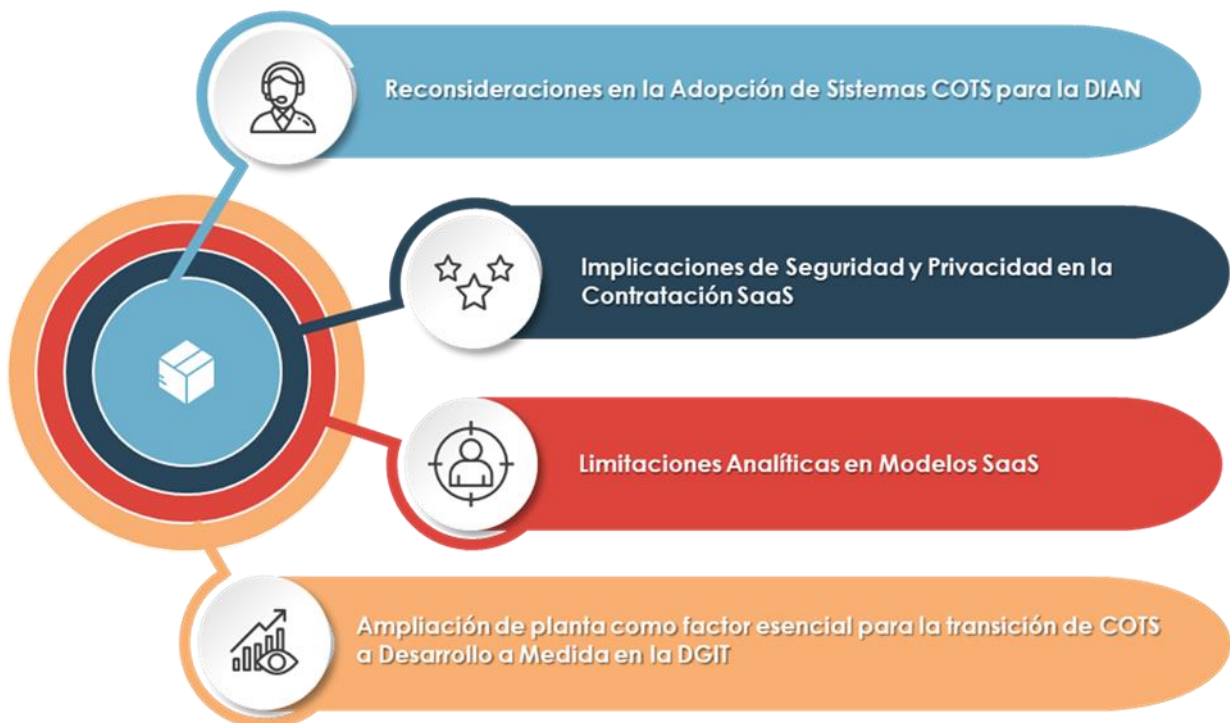 Reconsideraciones en la Adopción de Sistemas COTS para la DIAN
Implicaciones de Seguridad y Privacidad en la
Contratación SaaS
Limitaciones Analíticas en Modelos SaaS
Ampliación de planta como factor esencial para la transición de COTS
a Desarrollo a Medida en la DGIT